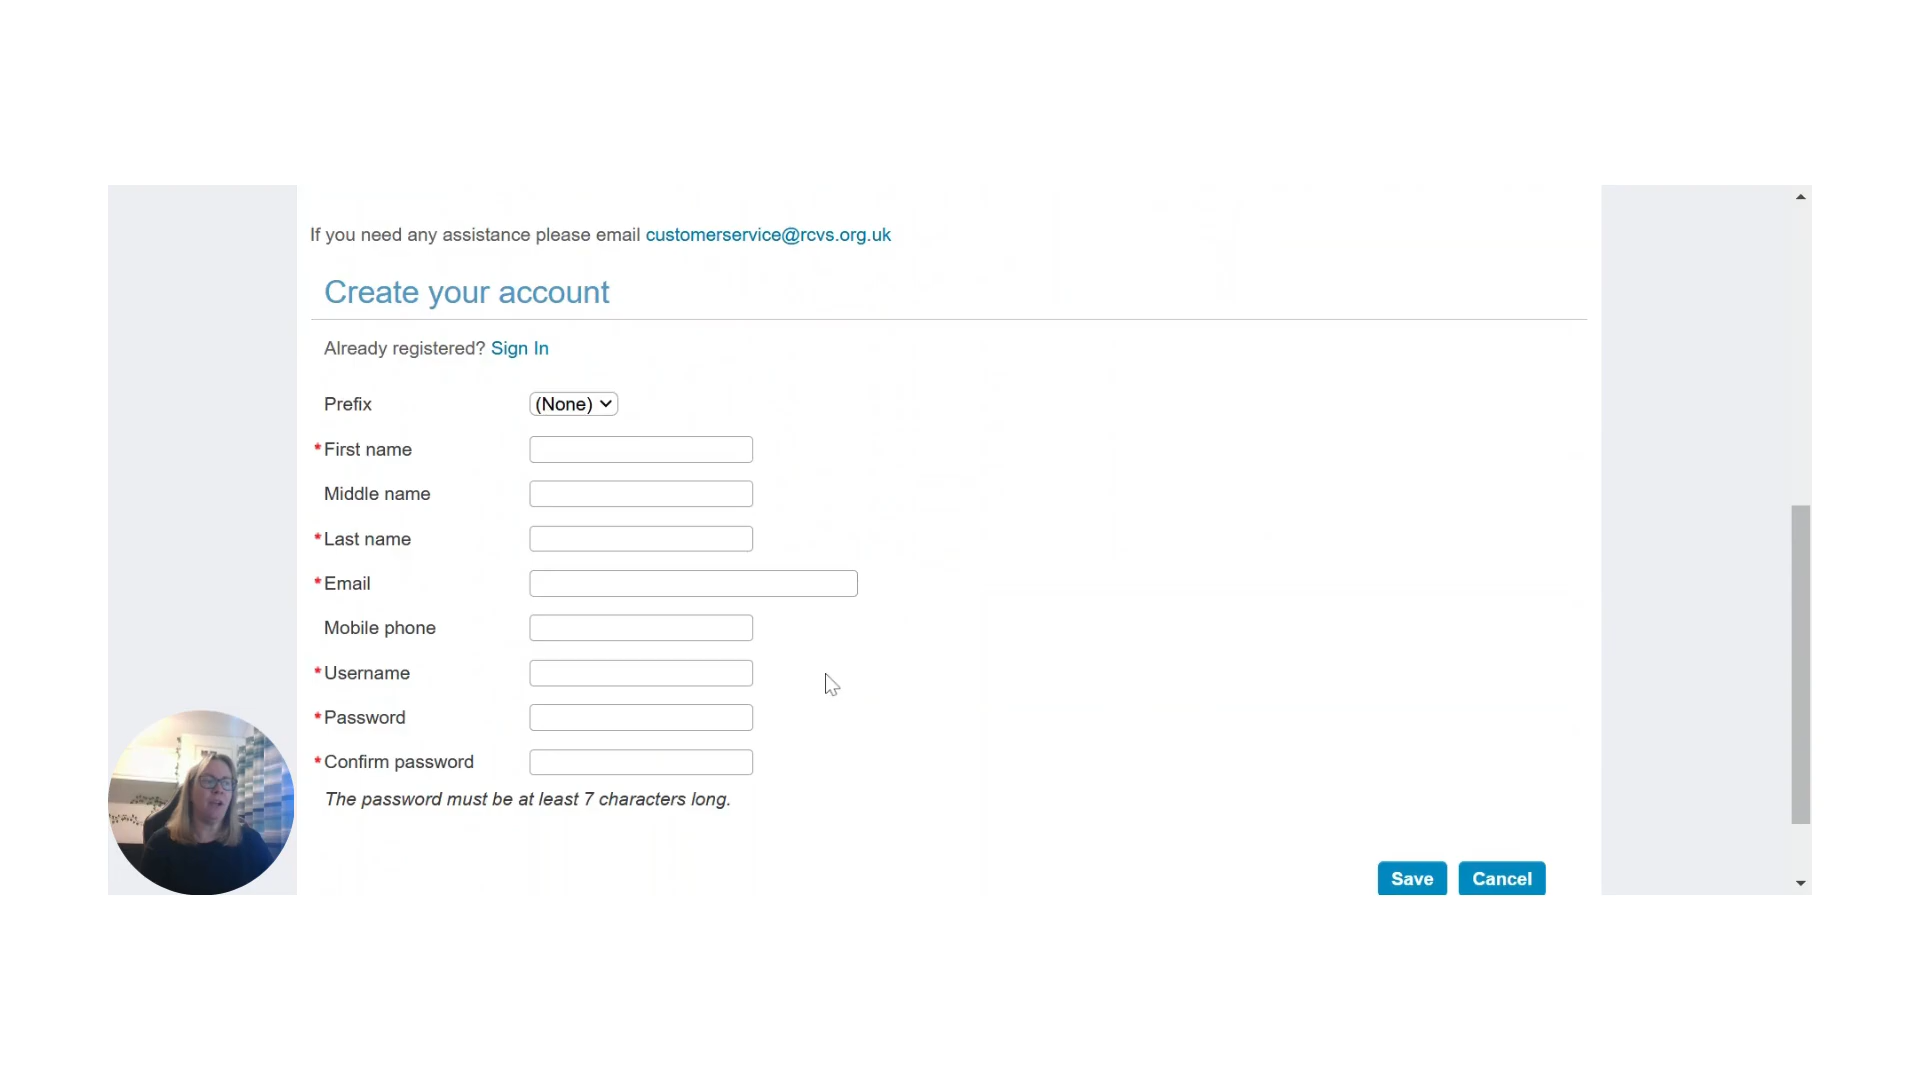 If you need any assistance please email customerservice@rcvs.org.uk
Create your account
Already registered? Sign In
Prefix (None)
* First name
Middle name
* Last name
* Email
Mobile phone
* Username
* Password
* Confirm password
The password must be at least 7 characters long.
Save Cancel